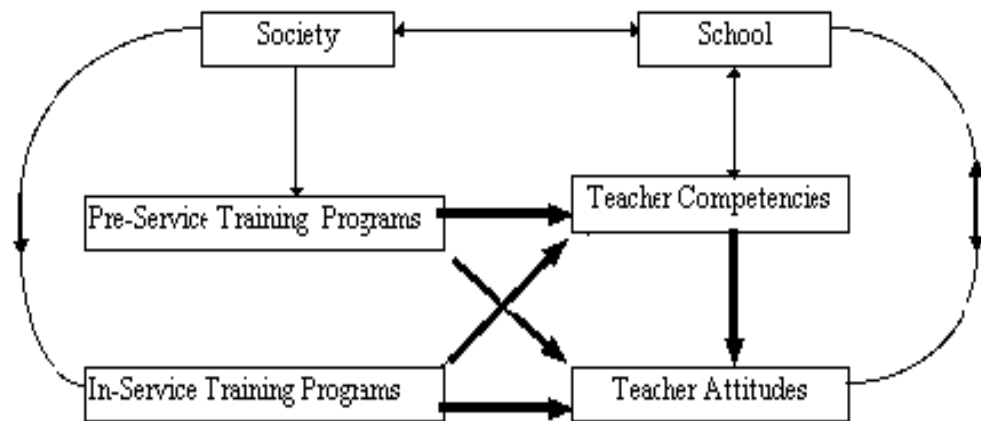 Society
School
Pre-Service Training Programs
Teacher Competencies
In-Service Training Programs
Teacher Attitudes